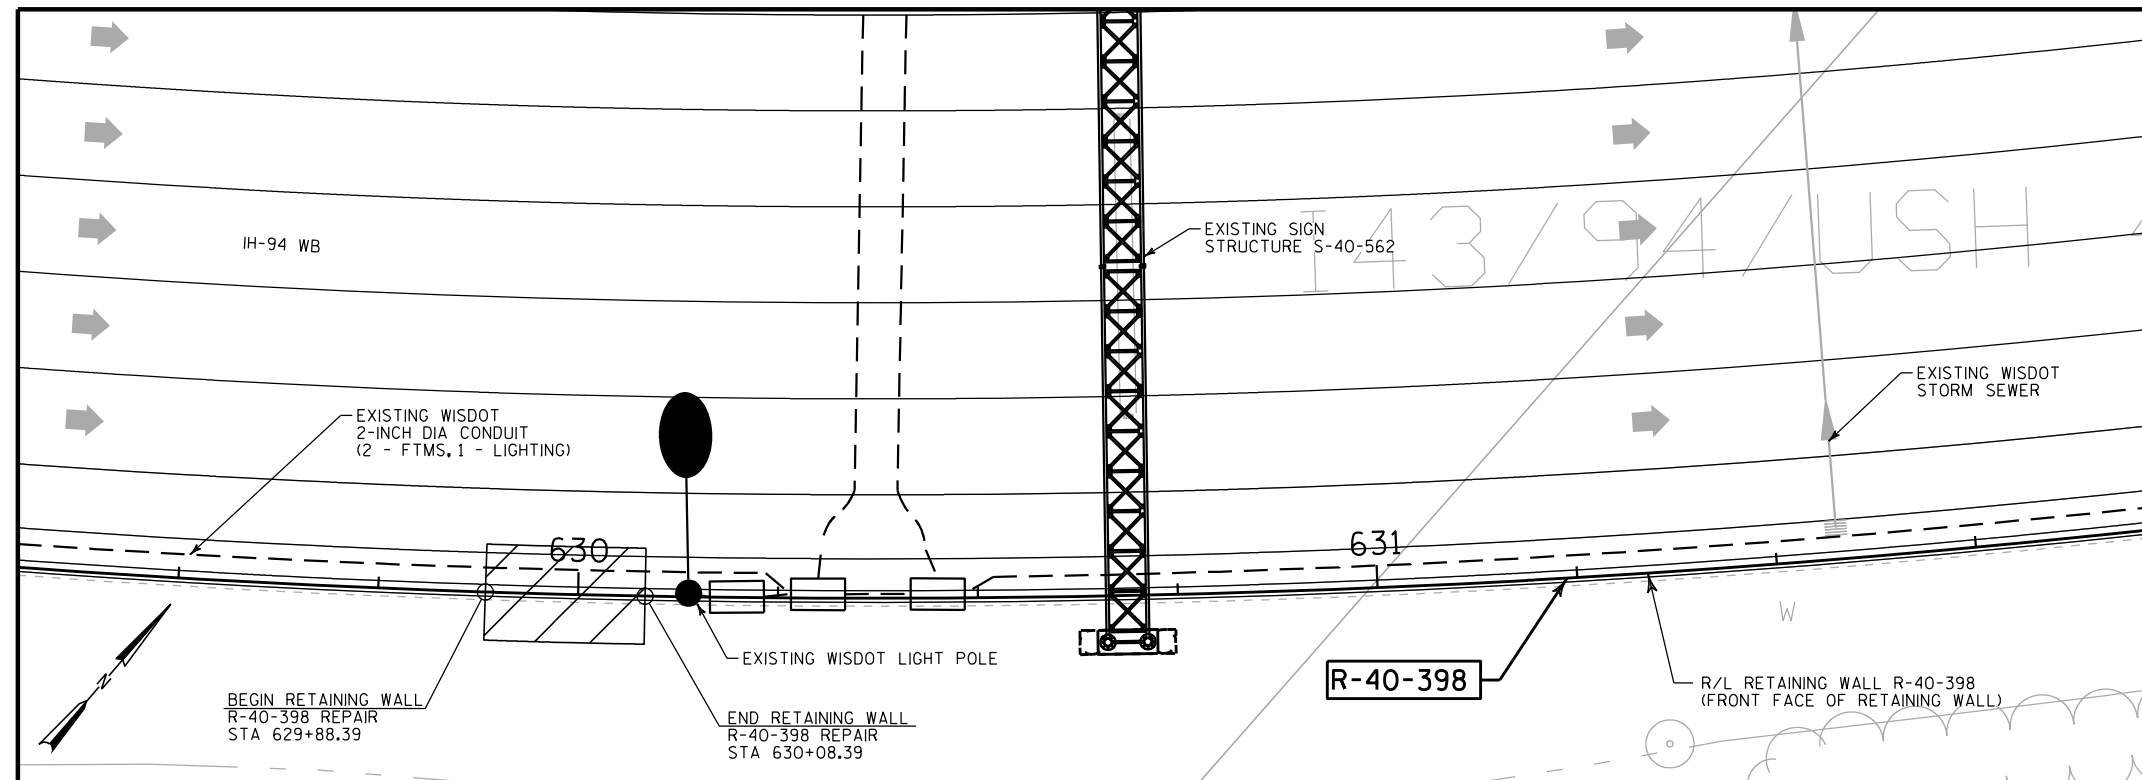 IH-94 WB
EXISTING SIGN
STRUCTURE S-40-562
I43/94/USH
EXISTING WISDOT
STORM SEWER
EXISTING WISDOT
2-INCH DIA CONDUIT
(2 - FTMS, 1 - LIGHTING)
630
631
W
N
EXISTING WISDOT LIGHT POLE
R-40-398
R/L RETAINING WALL R-40-398
(FRONT FACE OF RETAINING WALL)
BEGIN RETAINING WALL
R-40-398 REPAIR
STA 629+88.39
END RETAINING WALL
R-40-398 REPAIR
STA 630+08.39